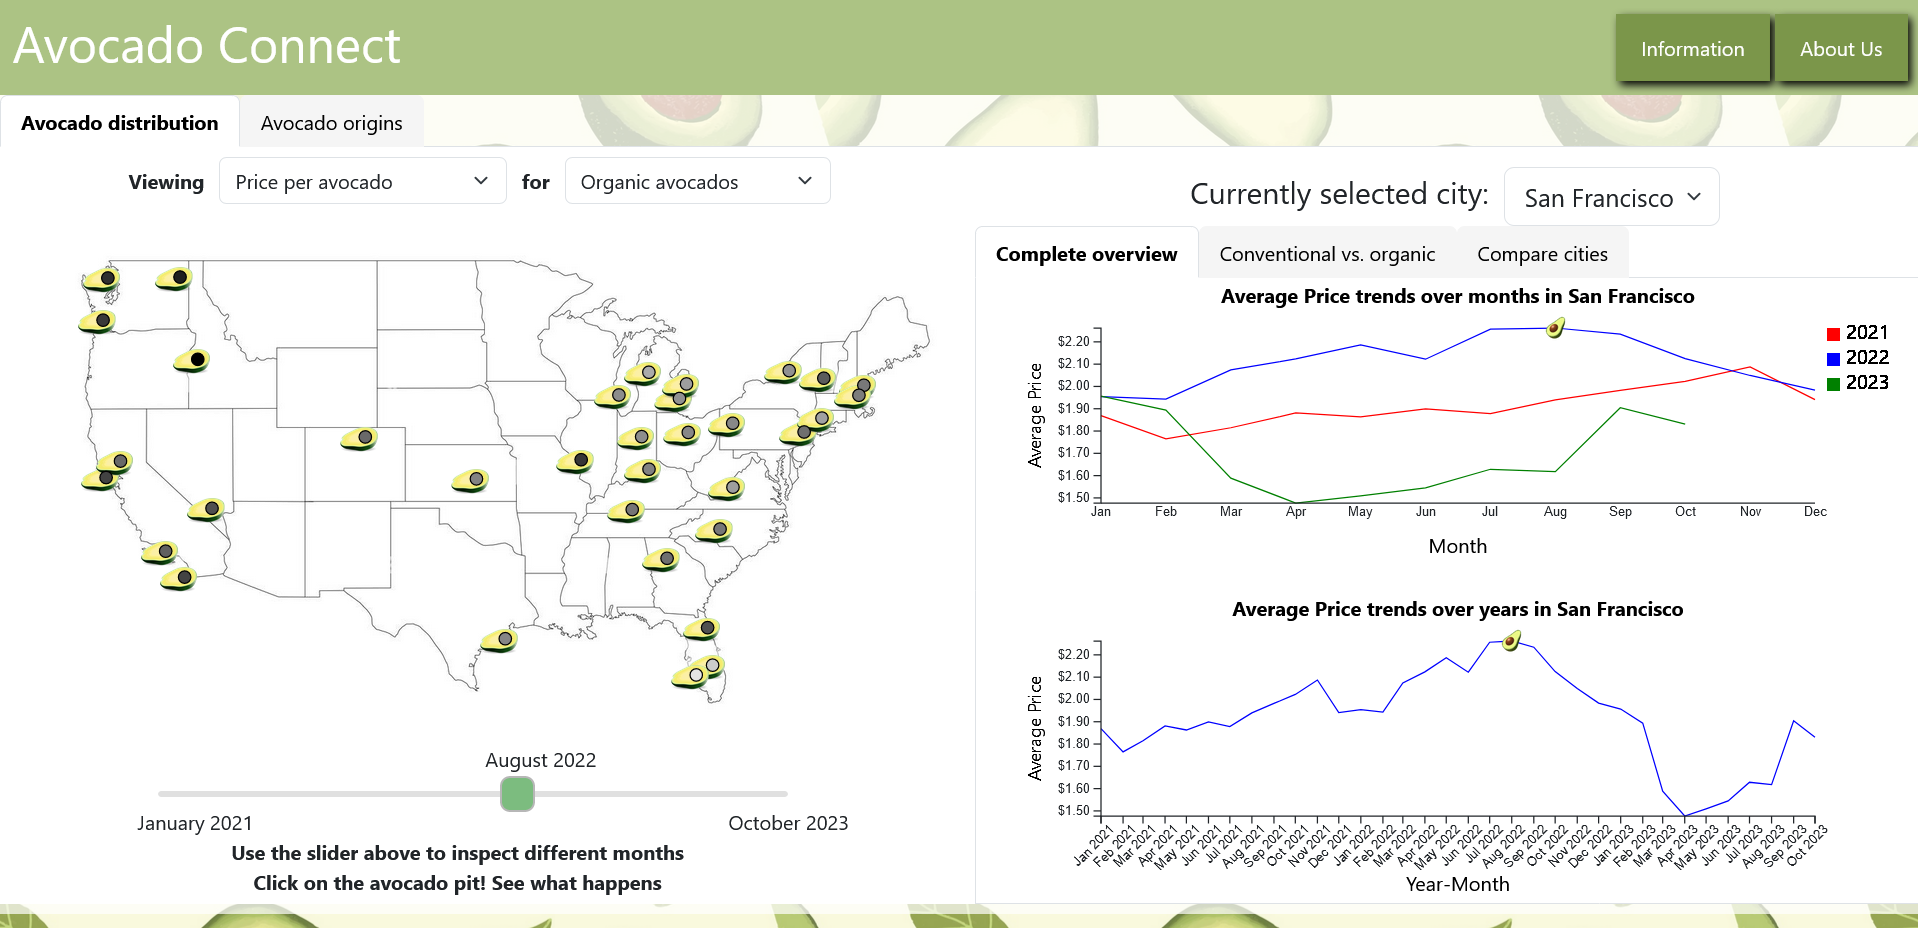 Avocado Connect
Information
About Us
Avocado distribution
Avocado origins
Viewing
Price per avocado
for
Organic avocados
August 2022
January 2021
October 2023
Use the slider above to inspect different months
Click on the avocado pit! See what happens
Currently selected city:
San Francisco
Complete overview
Conventional vs. organic
Compare cities
Average Price trends over months in San Francisco
Average Price
$2.20
$2.10
$2.00
$1.90
$1.80
$1.70
$1.60
$1.50
Jan
Feb
Mar
Apr
May
Jun
Jul
Aug
Sep
Oct
Nov
Dec
Month
2021
2022
2023
Average Price trends over years in San Francisco
Average Price
$2.20
$2.10
$2.00
$1.90
$1.80
$1.70
$1.60
$1.50
Jan 2021
Feb 2021
Mar 2021
Apr 2021
May 2021
Jun 2021
Jul 2021
Aug 2021
Sep 2021
Oct 2021
Nov 2021
Dec 2021
Jan 2022
Feb 2022
Mar 2022
Apr 2022
May 2022
Jun 2022
Jul 2022
Aug 2022
Sep 2022
Oct 2022
Nov 2022
Dec 2022
Jan 2023
Feb 2023
Mar 2023
Apr 2023
May 2023
Jun 2023
Jul 2023
Aug 2023
Sep 2023
Oct 2023
Year-Month